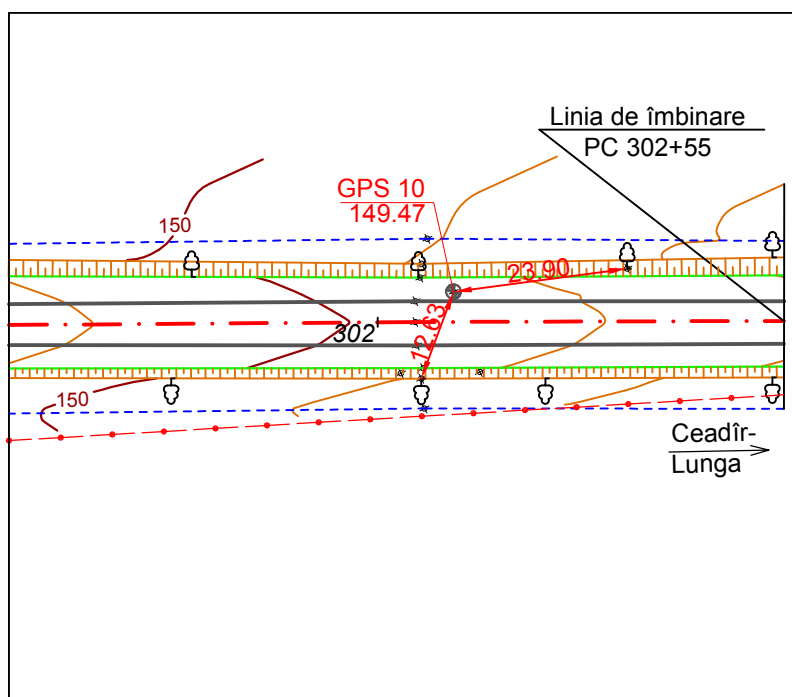 Linia de îmbinare
PC 302+55
GPS 10
149.47
150
23.90
12.63
302
150
Ceadîr-
Lunga